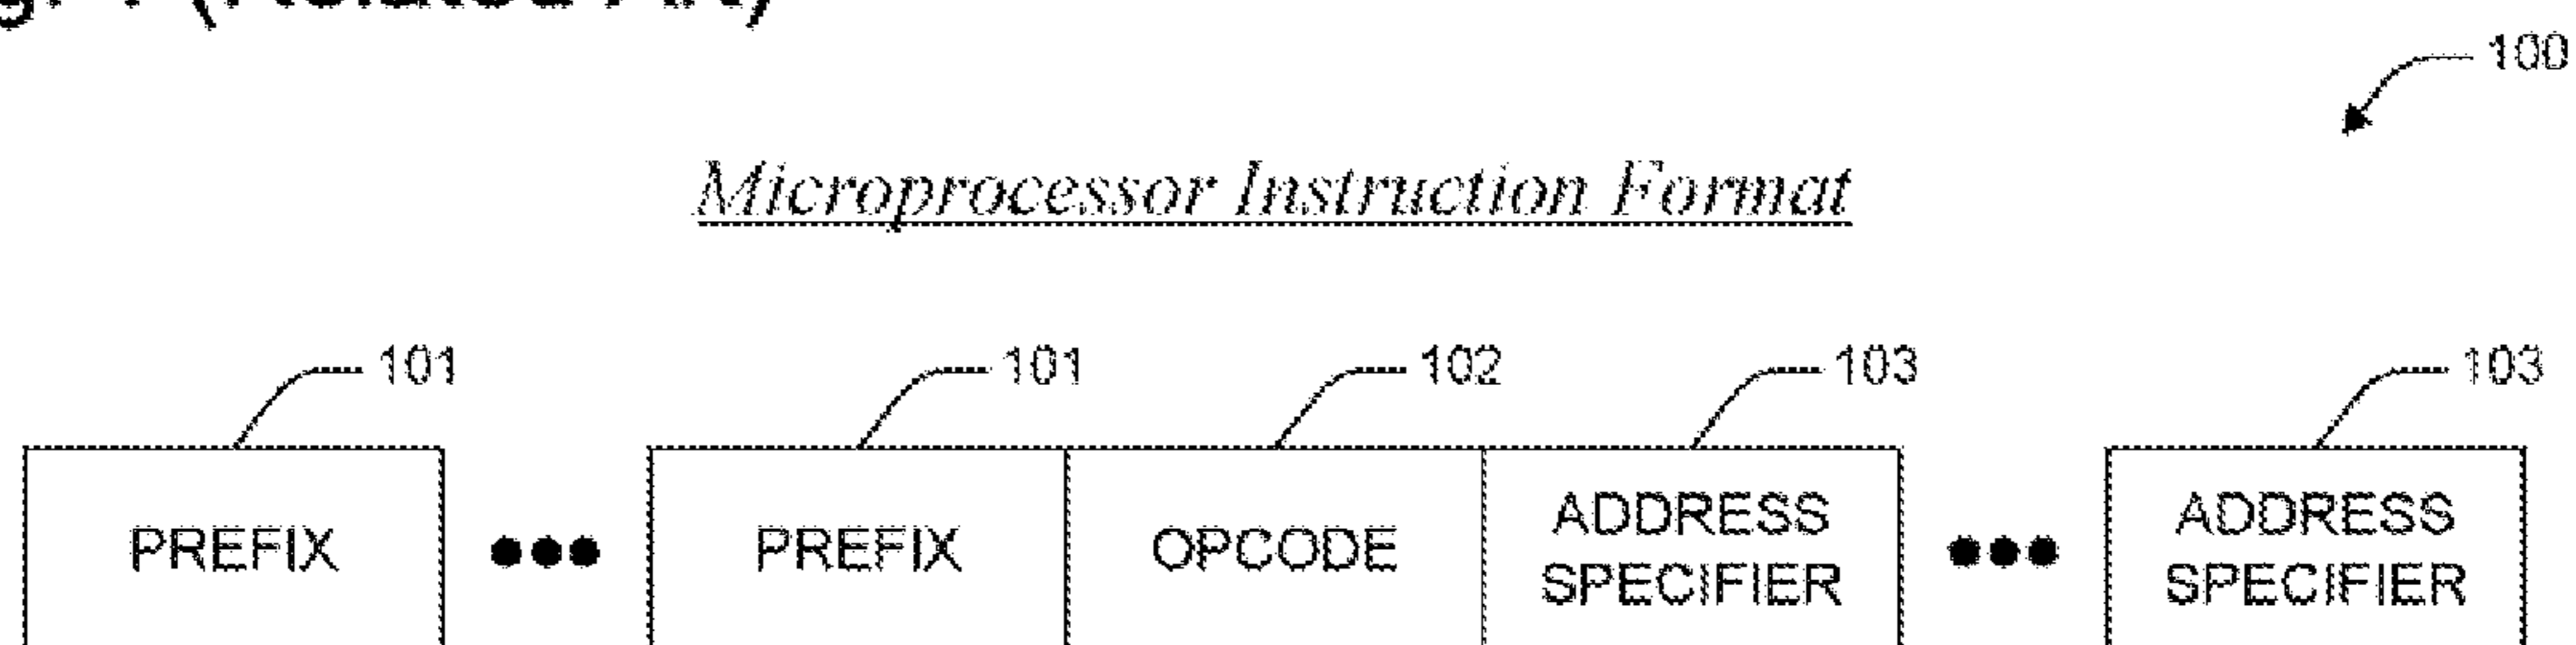 100
Microprocessor Instruction Format
101 101 102 103 103
PREFIX ●●● PREFIX OPCODE ADDRESS SPECIFIER ●●● ADDRESS SPECIFIER